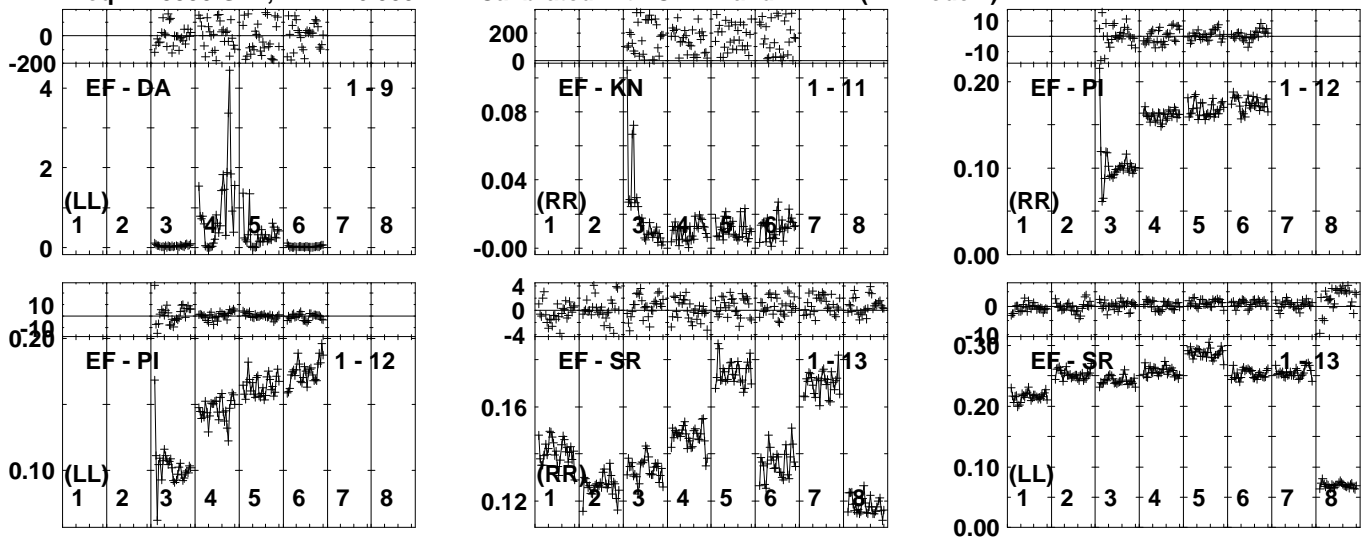 0
-200
4
EF - DA 1 - 9
2
(LL)
1 2 3 4 5 6 7 8
0
200
0
EF - KN 1 - 11
0.08
0.04
(RR)
1 2 3 4 5 6 7 8
-0.00
10
-10
0.20
EF - PI 1 - 12
0.10
(RR)
1 2 3 4 5 6 7 8
0.00
10
-10
0.20
EF - PI 1 - 12
0.10
(LL)
1 2 3 4 5 6 7 8
4
0
-4
EF - SR 1 - 13
0.16
(RR)
0.12
1 2 3 4 5 6 7 8
0
-10
0.30
EF - SR 1 - 13
0.20
0.10
(LL)
1 2 3 4 5 6 7 8
0.00